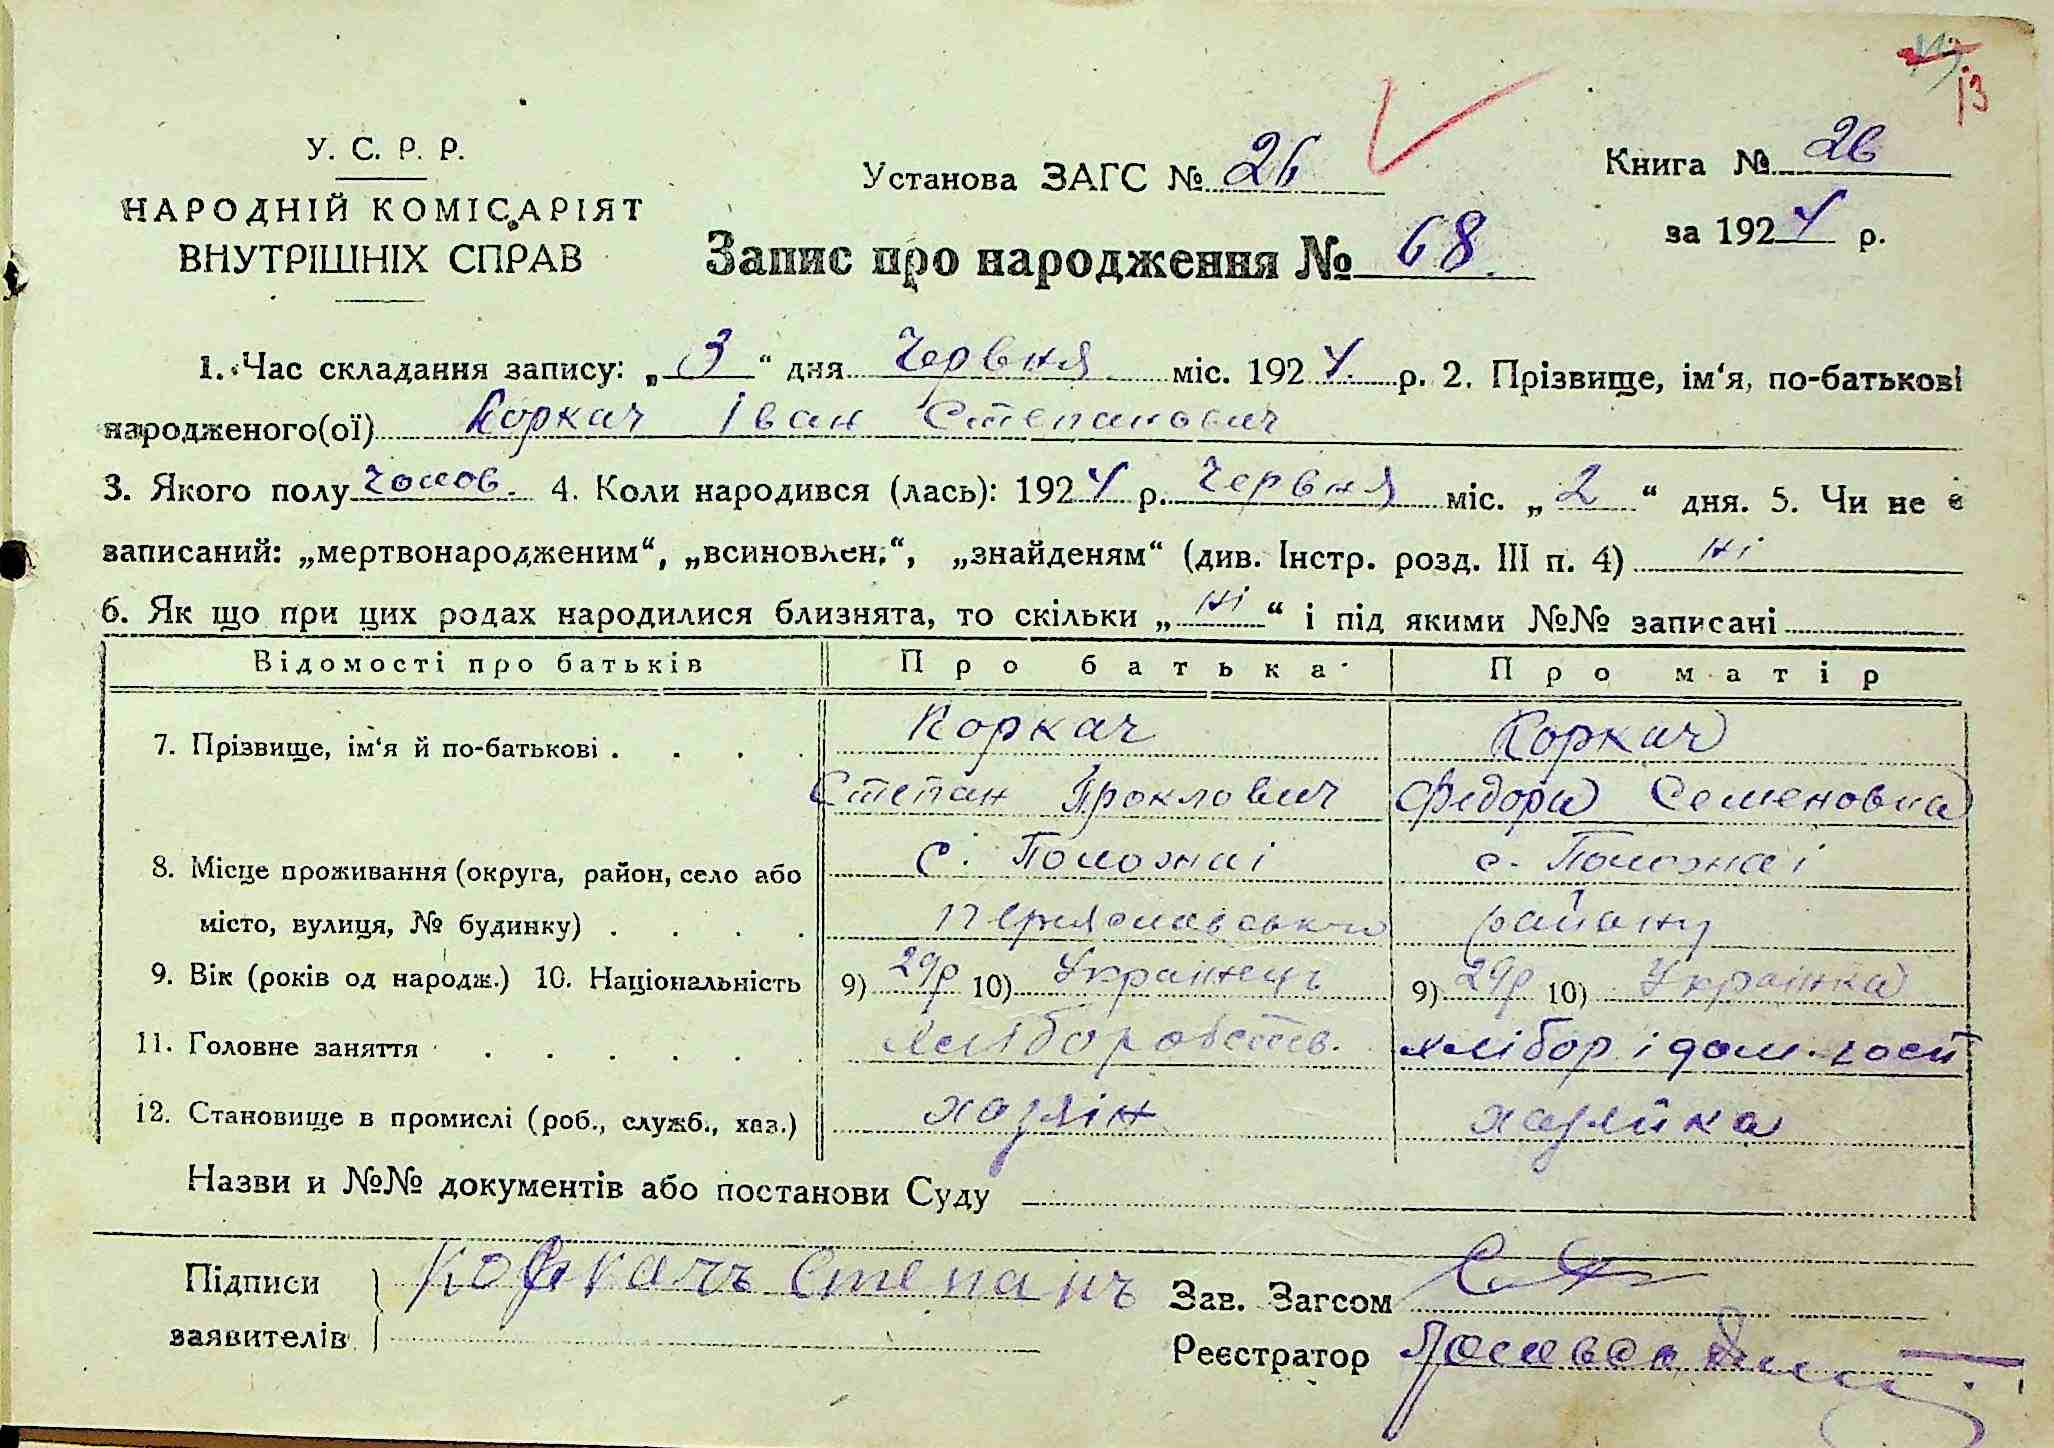 13
У. С. Р. Р.
НАРОДНІЙ КОМІСАРІЯТ
ВНУТРІШНІХ СПРАВ
Установа ЗАГС № 26
Книга № 26
за 1924 р.
Запис про народження № 68.
1. Час складання запису: „3“ дня Червня міс. 1924 р. 2. Прізвище, ім‘я, по-батькові
народженого(ої) Коркач Іван Степанович
3. Якого полу чолов. 4. Коли народився (лась): 1924 р. Червня міс. „2“ дня. 5. Чи не є
записаний: „мертвонародженим“, „всиновлен.“, „знайденям“ (див. Інстр. розд. III п. 4) ні
6. Як що при цих родах народилися близнята, то скільки „ні“ і під якими №№ записані
Відомості про батьків Про батька Про матір
7. Прізвище, ім‘я й по-батькові . . . . Коркач Коркач
Степан Проклович Федора Семеновна
8. Місце проживання (округа, район, село або с. Положаі с. Положаі
місто, вулиця, № будинку) . . . . Переяславськи району
9. Вік (років од народж.) 10. Національність 9) 29р 10) Українець 9) 29р 10) Українка
11. Головне заняття . . . . . . хліборобств. хлібор і дом. госп
12. Становище в промислі (роб., служб., хаз.) хазяін хазяйка
Назви и №№ документів або постанови Суду
Підписи Коркачъ Степанъ Зав. Загсом
заявителів Реєстратор